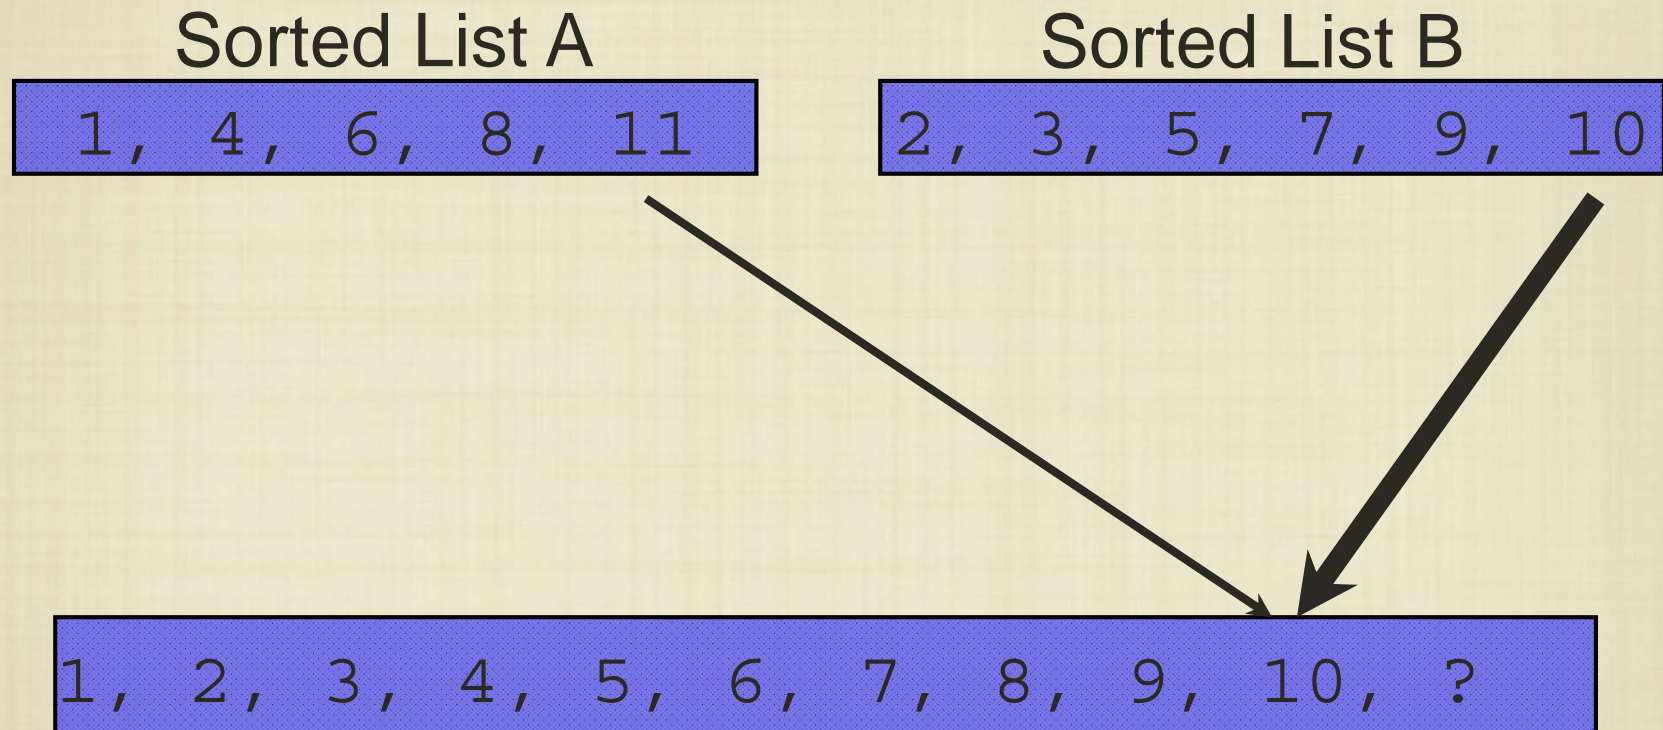 Sorted List A
Sorted List B
1, 4, 6, 8, 11
2, 3, 5, 7, 9, 10
1, 2, 3, 4, 5, 6, 7, 8, 9, 10, ?